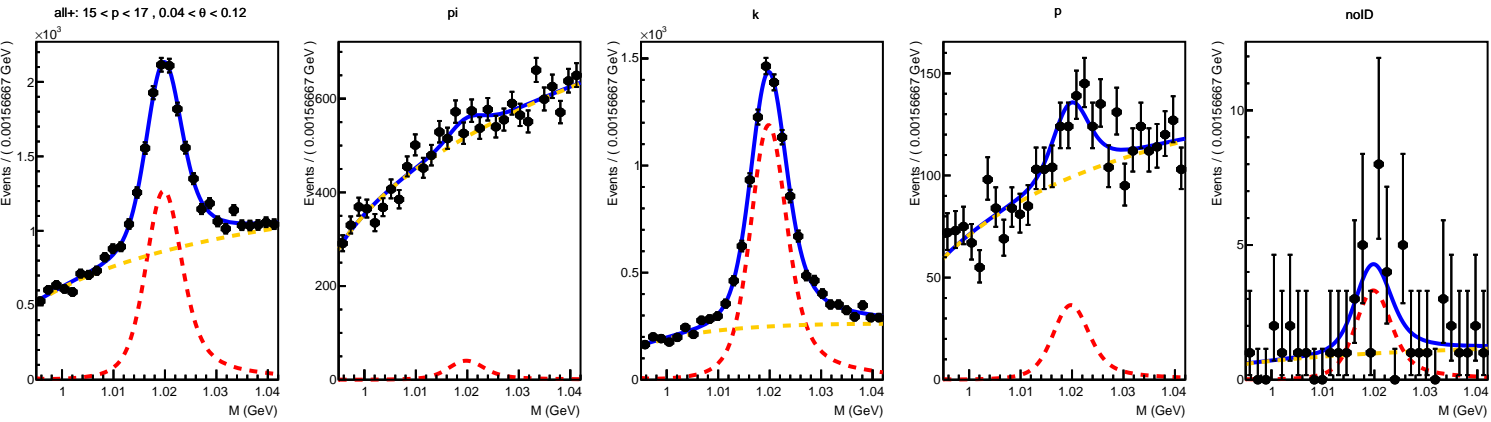 all+: 15 < p < 17 , 0.04 < θ < 0.12
×10³
Events / ( 0.00156667 GeV )
2
1.5
1
0.5
0
1 1.01 1.02 1.03 1.04
M (GeV)
pi
Events / ( 0.00156667 GeV )
600
400
200
0
1 1.01 1.02 1.03 1.04
M (GeV)
k
×10³
Events / ( 0.00156667 GeV )
1.5
1
0.5
0
1 1.01 1.02 1.03 1.04
M (GeV)
p
Events / ( 0.00156667 GeV )
150
100
50
0
1 1.01 1.02 1.03 1.04
M (GeV)
noID
Events / ( 0.00156667 GeV )
10
5
0
1 1.01 1.02 1.03 1.04
M (GeV)